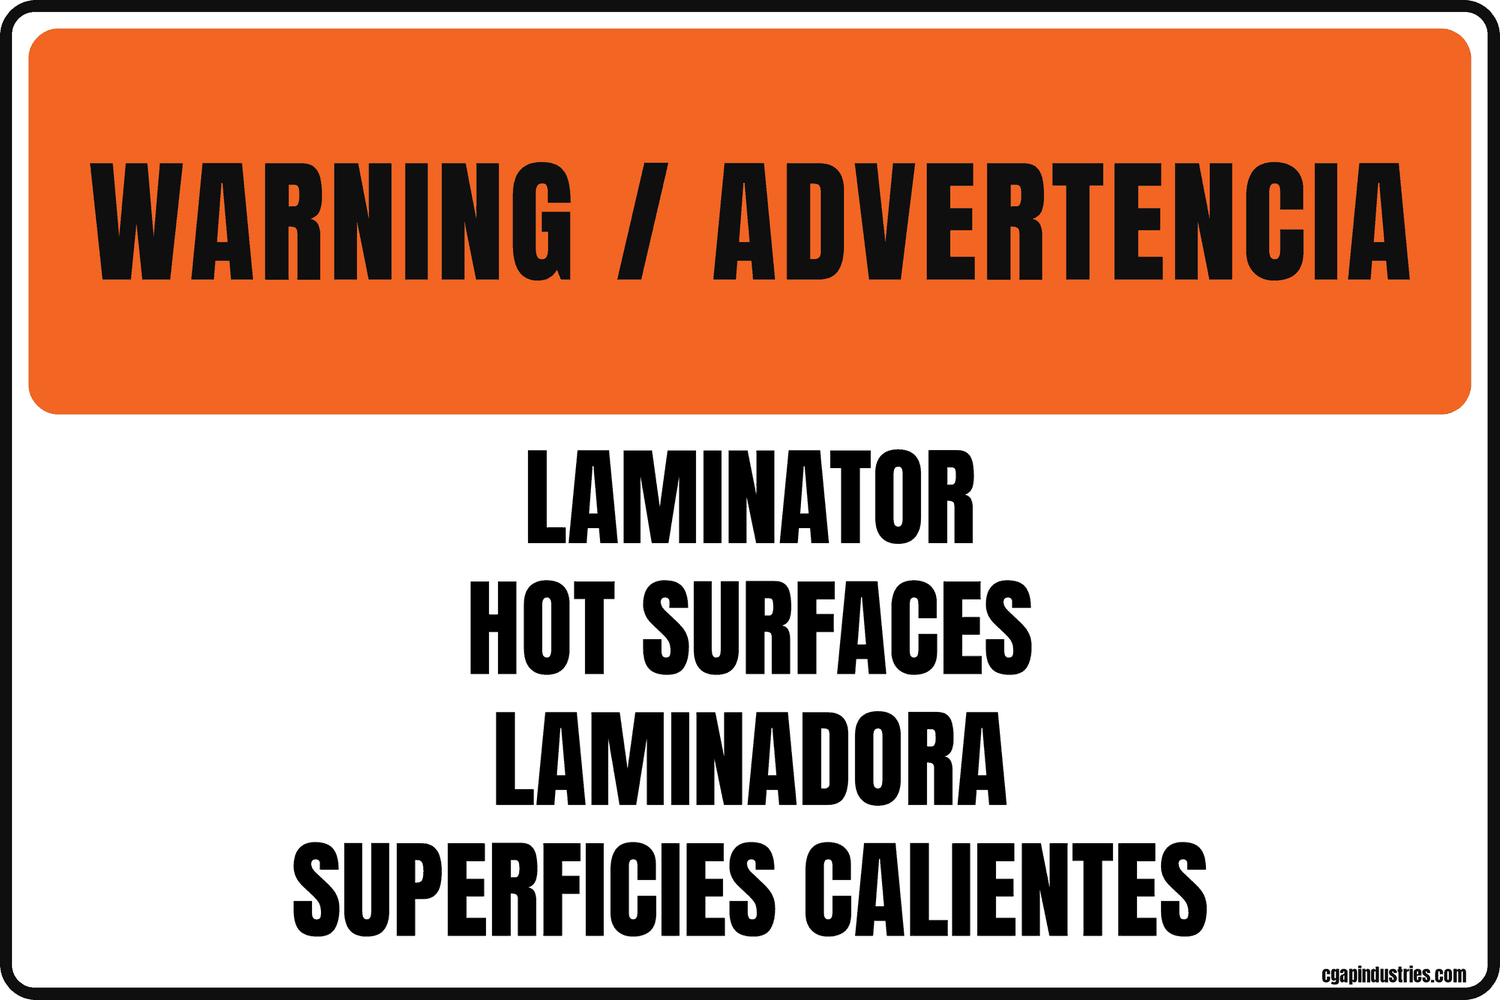 WARNING / ADVERTENCIA
LAMINATOR
HOT SURFACES
LAMINADORA
SUPERFICIES CALIENTES
cgapindustries.com